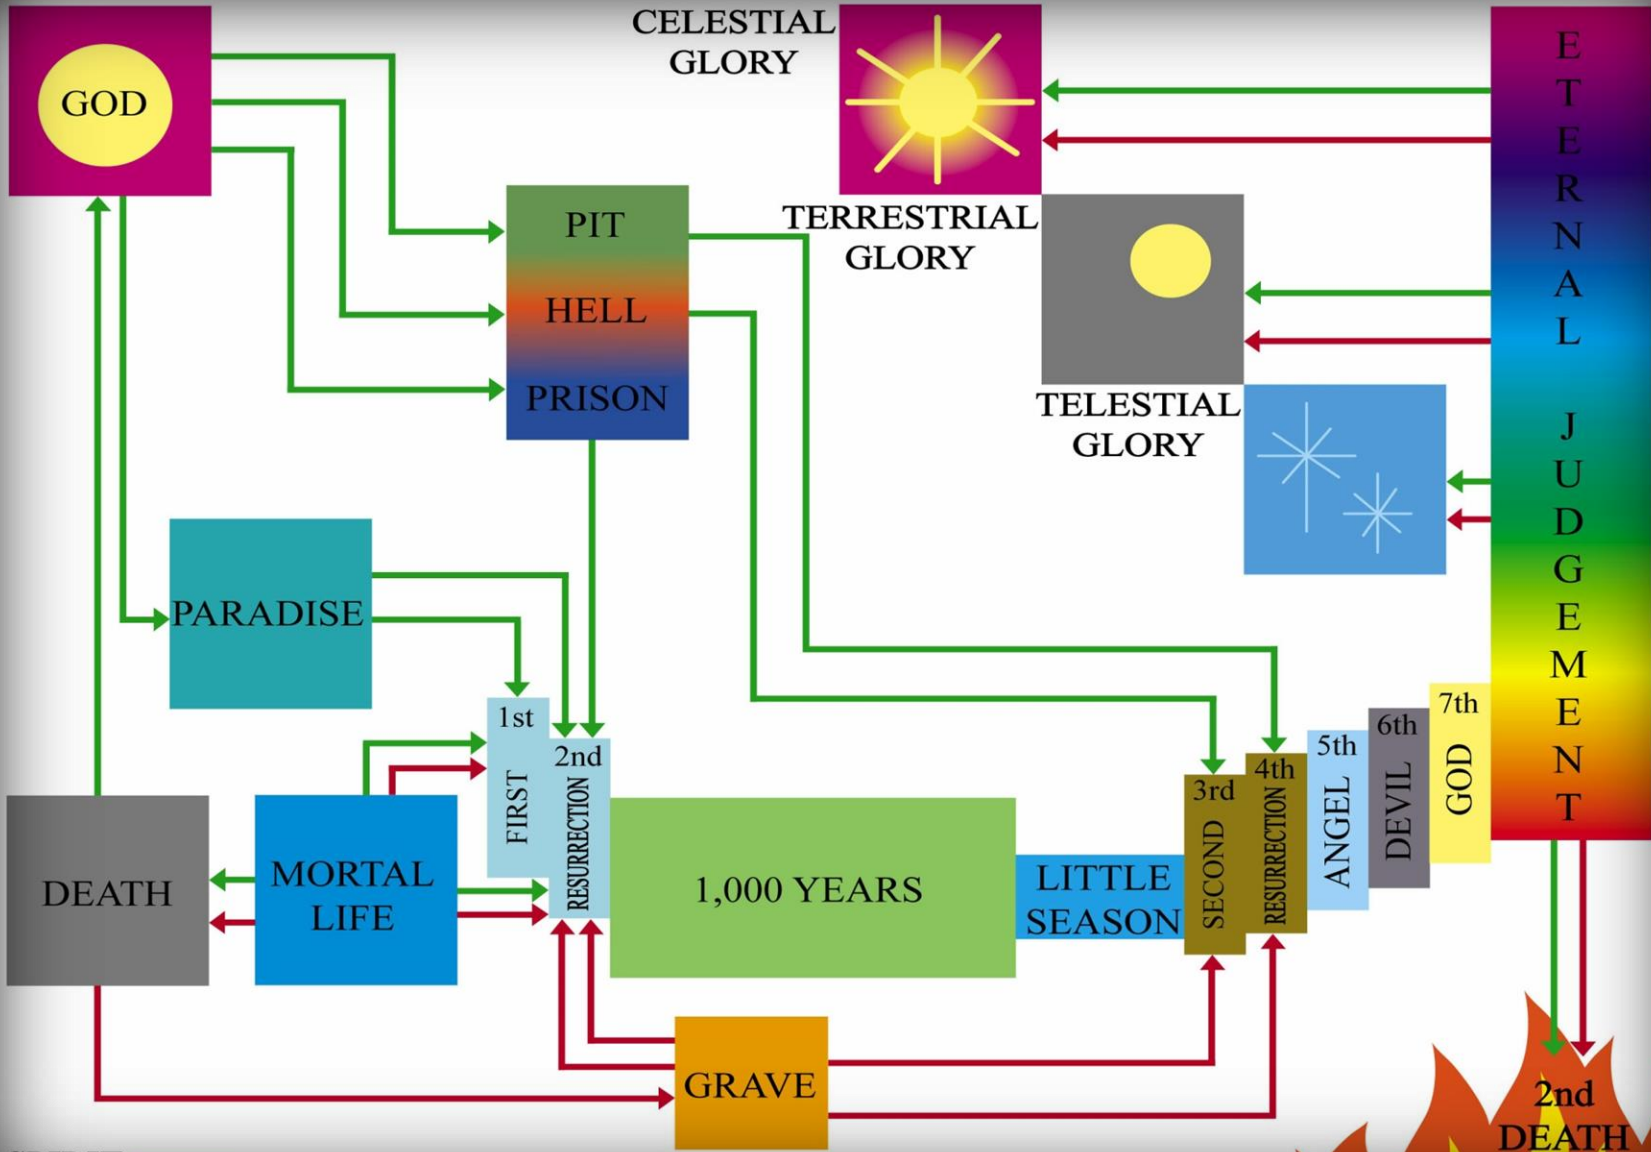 CELESTIAL
GLORY
GOD
PIT
HELL
PRISON
TERRESTRIAL
GLORY
TELESTIAL
GLORY
ETERNAL JUDGEMENT
PARADISE
1st
FIRST
2nd
RESURRECTION
DEATH
MORTAL
LIFE
1,000 YEARS
LITTLE
SEASON
3rd
SECOND
4th
RESURRECTION
5th
ANGEL
6th
DEVIL
7th
GOD
GRAVE
2nd
DEATH